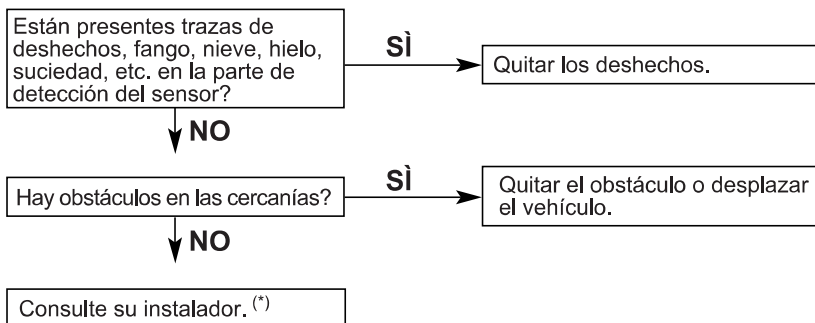 Están presentes trazas de
deshechos, fango, nieve, hielo,
suciedad, etc. en la parte de
detección del sensor?
SÌ
Quitar los deshechos.
NO
Hay obstáculos en las cercanías?
SÌ
Quitar el obstáculo o desplazar
el vehículo.
NO
Consulte su instalador. (*)